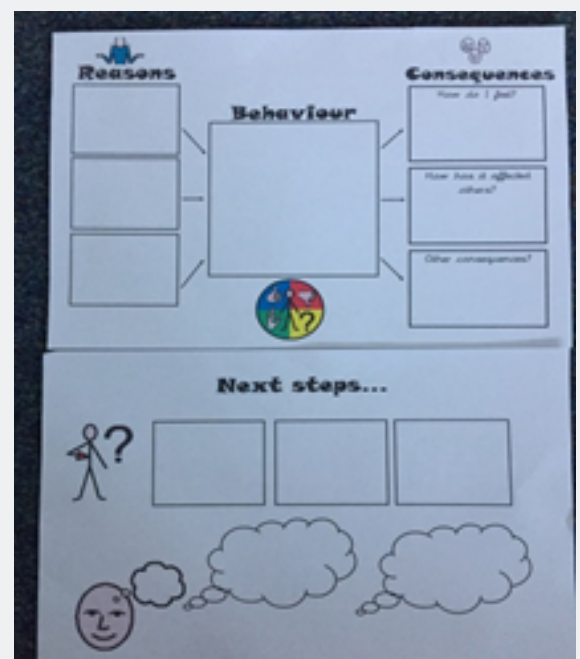 Reasons
Consequences
Behaviour
How do I feel?
How has it affected
others?
Other consequences?
Next steps...
?